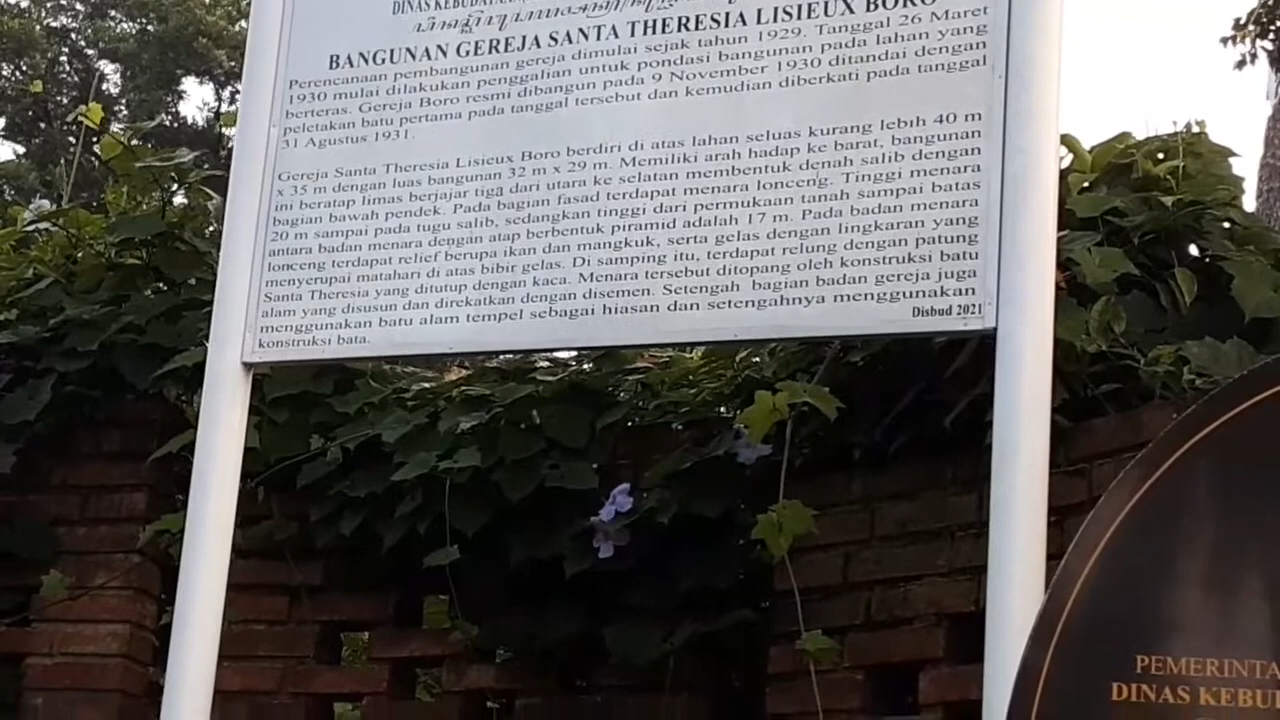 DINAS KEBUDAYAAN
BANGUNAN GEREJA SANTA THERESIA LISIEUX BORO
Perencanaan pembangunan gereja dimulai sejak tahun 1929. Tanggal 26 Maret
1930 mulai dilakukan penggalian untuk pondasi bangunan pada lahan yang
berteras. Gereja Boro resmi dibangun pada 9 November 1930 ditandai dengan
peletakan batu pertama pada tanggal tersebut dan kemudian diberkati pada tanggal
31 Agustus 1931.
Gereja Santa Theresia Lisieux Boro berdiri di atas lahan seluas kurang lebih 40 m
x 35 m dengan luas bangunan 32 m x 29 m. Memiliki arah hadap ke barat, bangunan
ini beratap limas berjajar tiga dari utara ke selatan membentuk denah salib dengan
bagian bawah pendek. Pada bagian fasad terdapat menara lonceng. Tinggi menara
20 m sampai pada tugu salib, sedangkan tinggi dari permukaan tanah sampai batas
antara badan menara dengan atap berbentuk piramid adalah 17 m. Pada badan menara
lonceng terdapat relief berupa ikan dan mangkuk, serta gelas dengan lingkaran yang
menyerupai matahari di atas bibir gelas. Di samping itu, terdapat relung dengan patung
Santa Theresia yang ditutup dengan kaca. Menara tersebut ditopang oleh konstruksi batu
alam yang disusun dan direkatkan dengan disemen. Setengah bagian badan gereja juga
menggunakan batu alam tempel sebagai hiasan dan setengahnya menggunakan
konstruksi bata.
Disbud 2021
PEMERINTA
DINAS KEBU